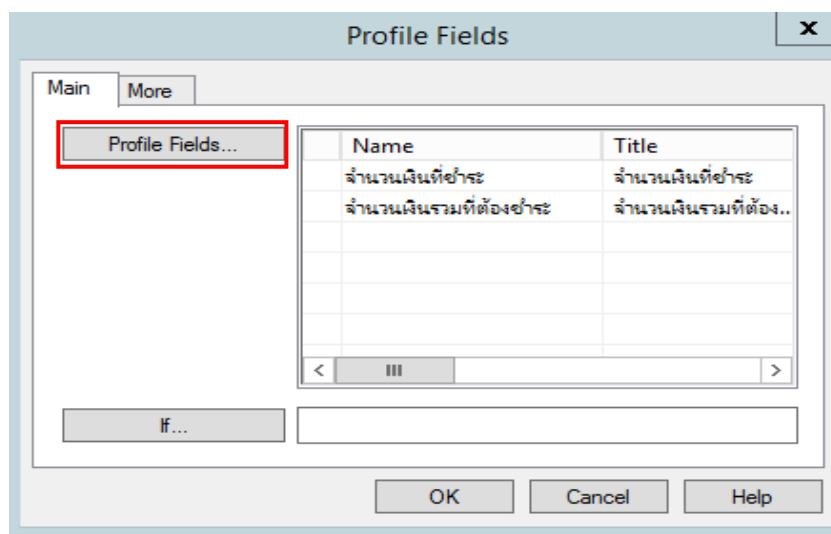 Profile Fields
x
Main More
Profile Fields... Name Title
จำนวนเงินที่ชำระ จำนวนเงินที่ชำระ
จำนวนเงินรวมที่ต้องชำระ จำนวนเงินรวมที่ต้อง..
If...
OK Cancel Help